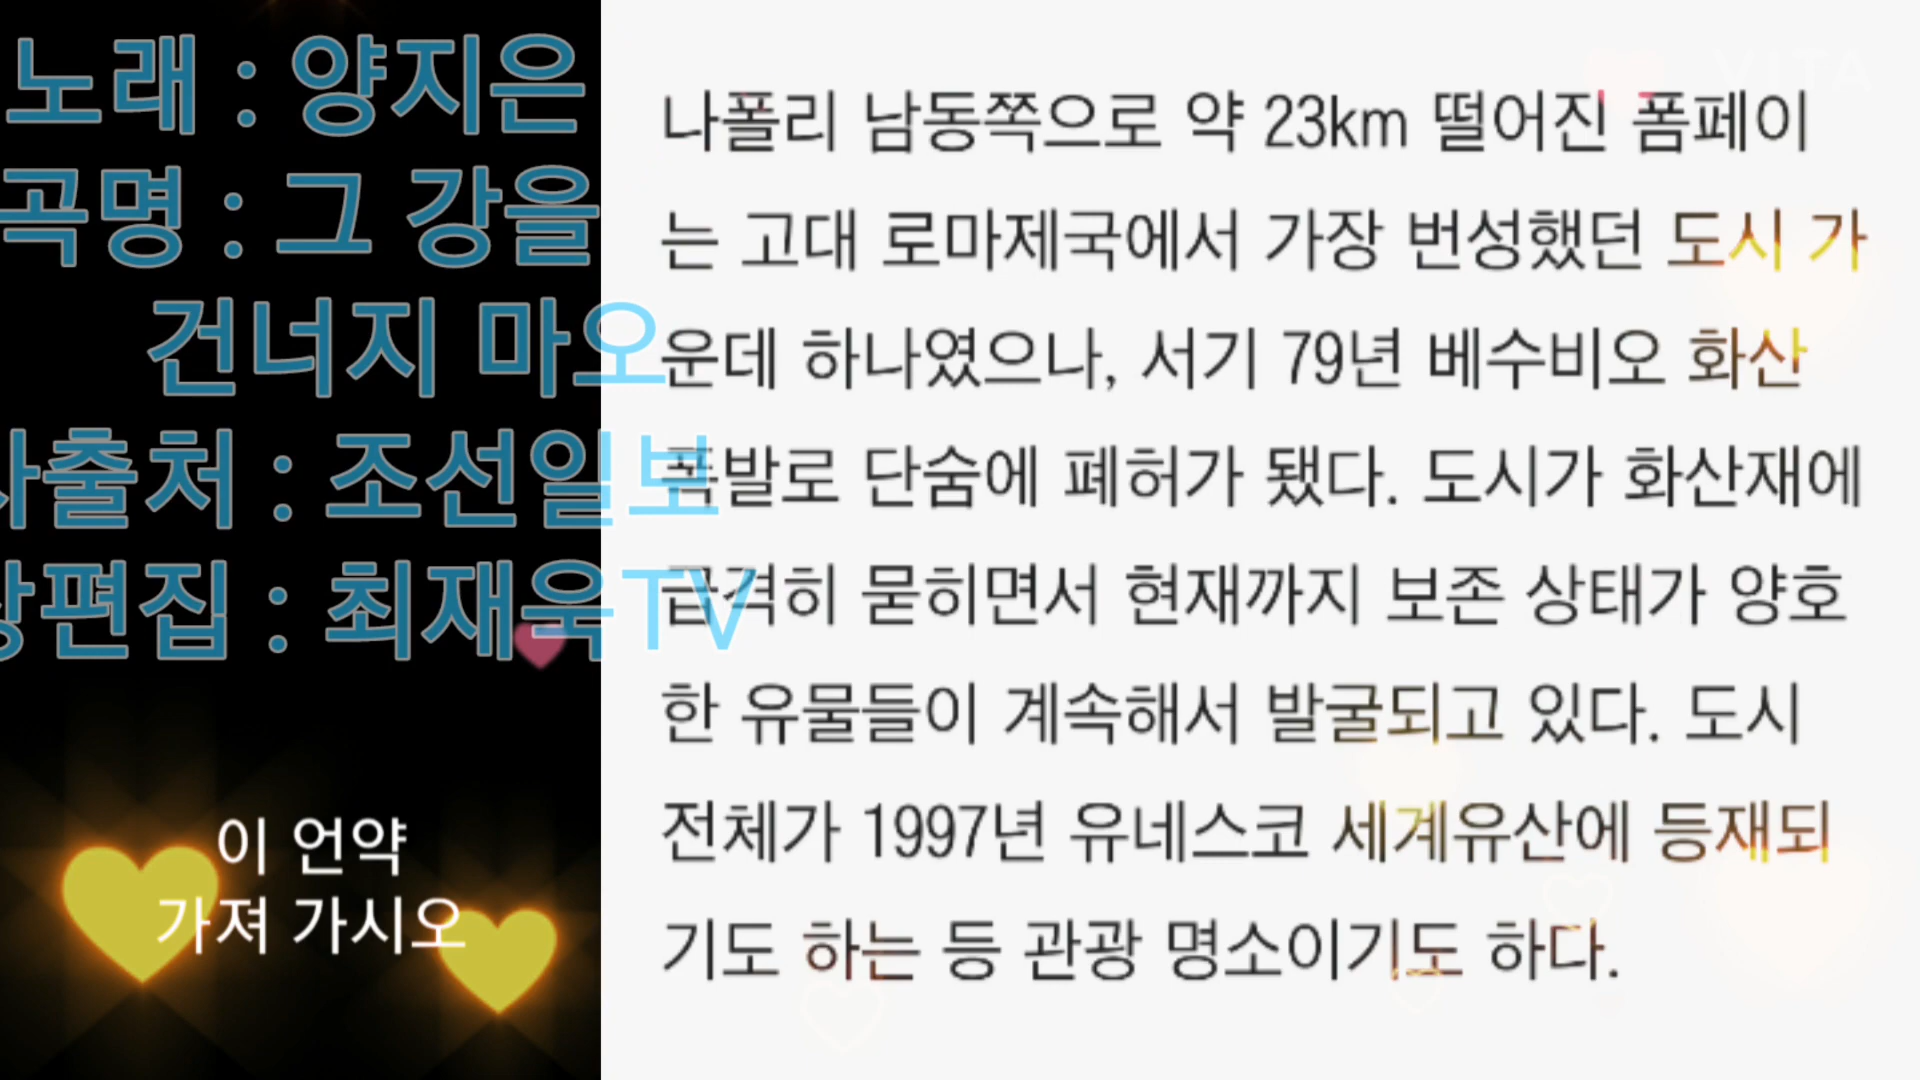 노래 : 양지은
곡명 : 그 강을
건너지 마오
출처 : 조선일보
편집 : 최재욱TV
이 언약
가져 가시오
VITA
나폴리 남동쪽으로 약 23km 떨어진 폼페이
는 고대 로마제국에서 가장 번성했던 도시 가
운데 하나였으나, 서기 79년 베수비오 화산
폭발로 단숨에 폐허가 됐다. 도시가 화산재에
급격히 묻히면서 현재까지 보존 상태가 양호
한 유물들이 계속해서 발굴되고 있다. 도시
전체가 1997년 유네스코 세계유산에 등재되
기도 하는 등 관광 명소이기도 하다.